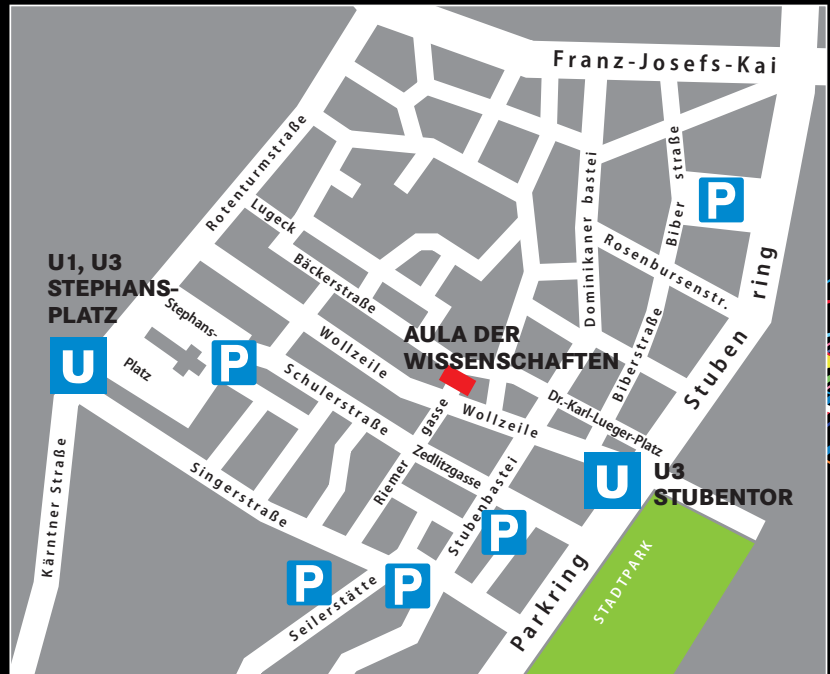 Franz-Josefs-Kai
Rotenturmstraße
Lugeck
Bäckerstraße
Dominikaner bastei
Biber straße
P
Rosenbursenstr.
Stuben ring
U1, U3
STEPHANS-
PLATZ
U
Stephans-
Platz
P
Wollzeile
AULA DER
WISSENSCHAFTEN
Schulerstraße
Riemer gasse
Wollzeile
Biberstraße
Dr.-Karl-Lueger-Platz
Zedlitzgasse
Stubenbastei
U
U3
STUBENTOR
Kärntner Straße
Singerstraße
P
P
P
Seilerstätte
Parkring
STADTPARK